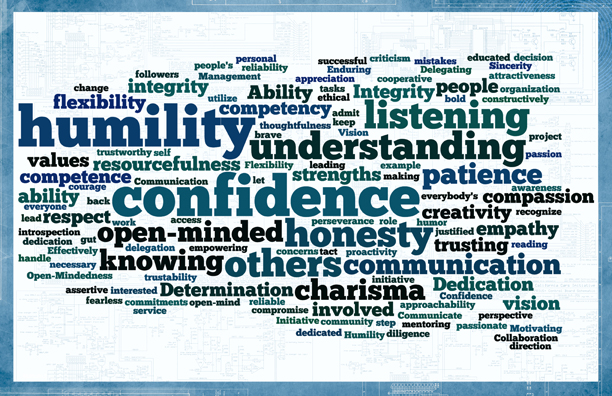 personal successful criticism mistakes educated decision
people's reliability Enduring Delegating Sincerity
followers Management appreciation cooperative attractiveness
change integrity Ability tasks Integrity people organization
flexibility utilize competency ethical bold constructively
humility thoughtfulness admit keep listening
brave Vision understanding project
values trustworthy self resourcefulness Flexibility leading example passion
competence Communication let strengths making patience
courage awareness
ability back confidence everybody's compassion
everyone creativity recognize
lead respect work access perseverance role humor
introspection open-minded honesty justified empathy
dedication gut trusting reading
Effectively delegation empowering concerns tact proactivity
handle knowing others communication
necessary
Open-Mindedness trustability initiative
assertive interested Determination charisma Dedication
fearless commitments open-mind reliable Confidence approachability vision
service compromise involved Communicate perspective
Initiative community step mentoring passionate Motivating
dedicated Humility diligence Collaboration
direction